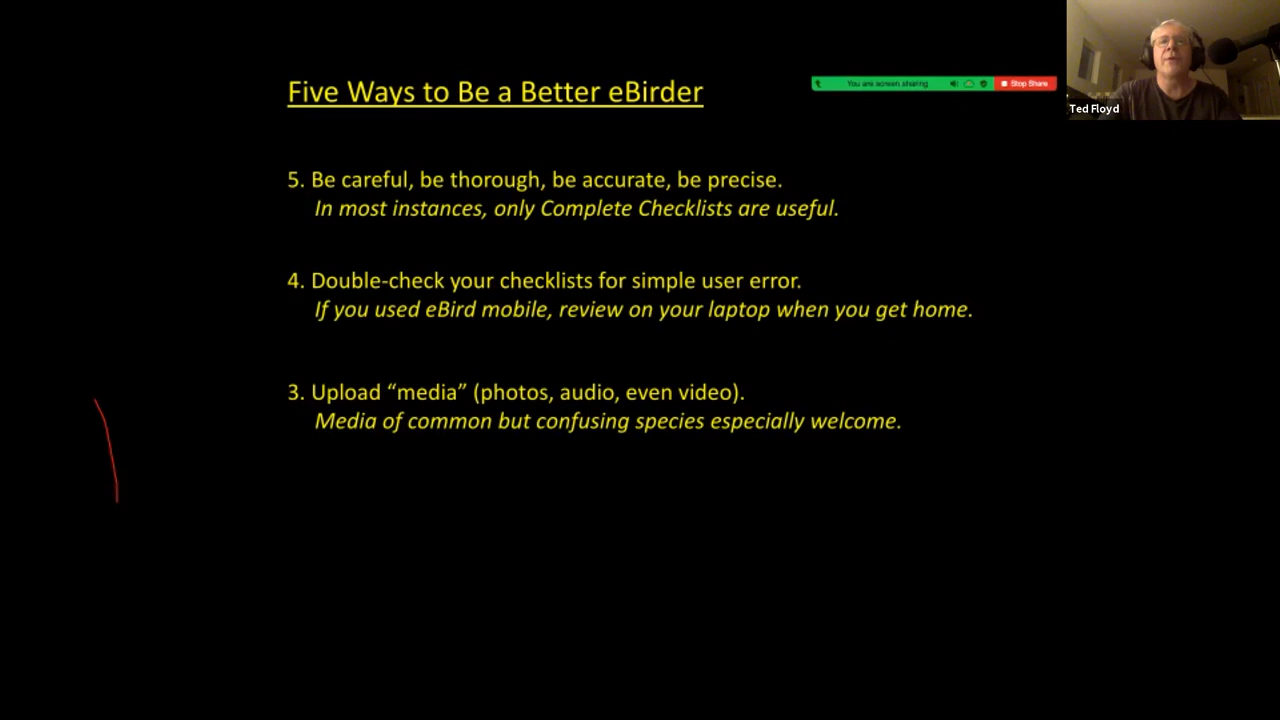 Five Ways to Be a Better eBirder
You are screen sharing
Stop Share
Ted Floyd
5. Be careful, be thorough, be accurate, be precise.
In most instances, only Complete Checklists are useful.
4. Double-check your checklists for simple user error.
If you used eBird mobile, review on your laptop when you get home.
3. Upload “media” (photos, audio, even video).
Media of common but confusing species especially welcome.